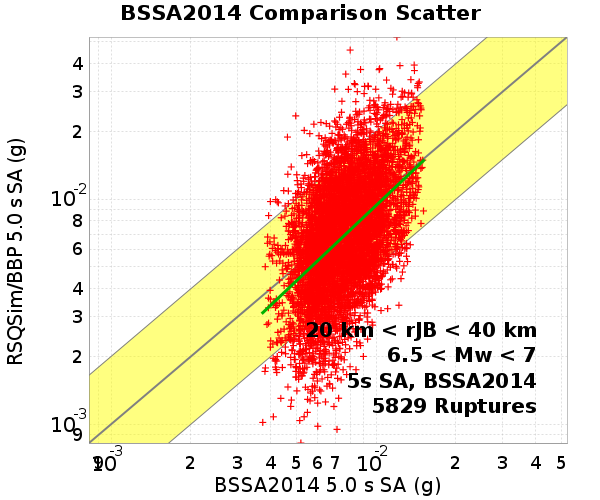 BSSA2014 Comparison Scatter
RSQSim/BBP 5.0 s SA (g)
4
3
2
10-2
8
6
4
3
2
10-3
9
20 km < rJB < 40 km
6.5 < Mw < 7
5s SA, BSSA2014
5829 Ruptures
9 10-3 2 3 4 5 6 7 10-2 2 3 4 5
BSSA2014 5.0 s SA (g)